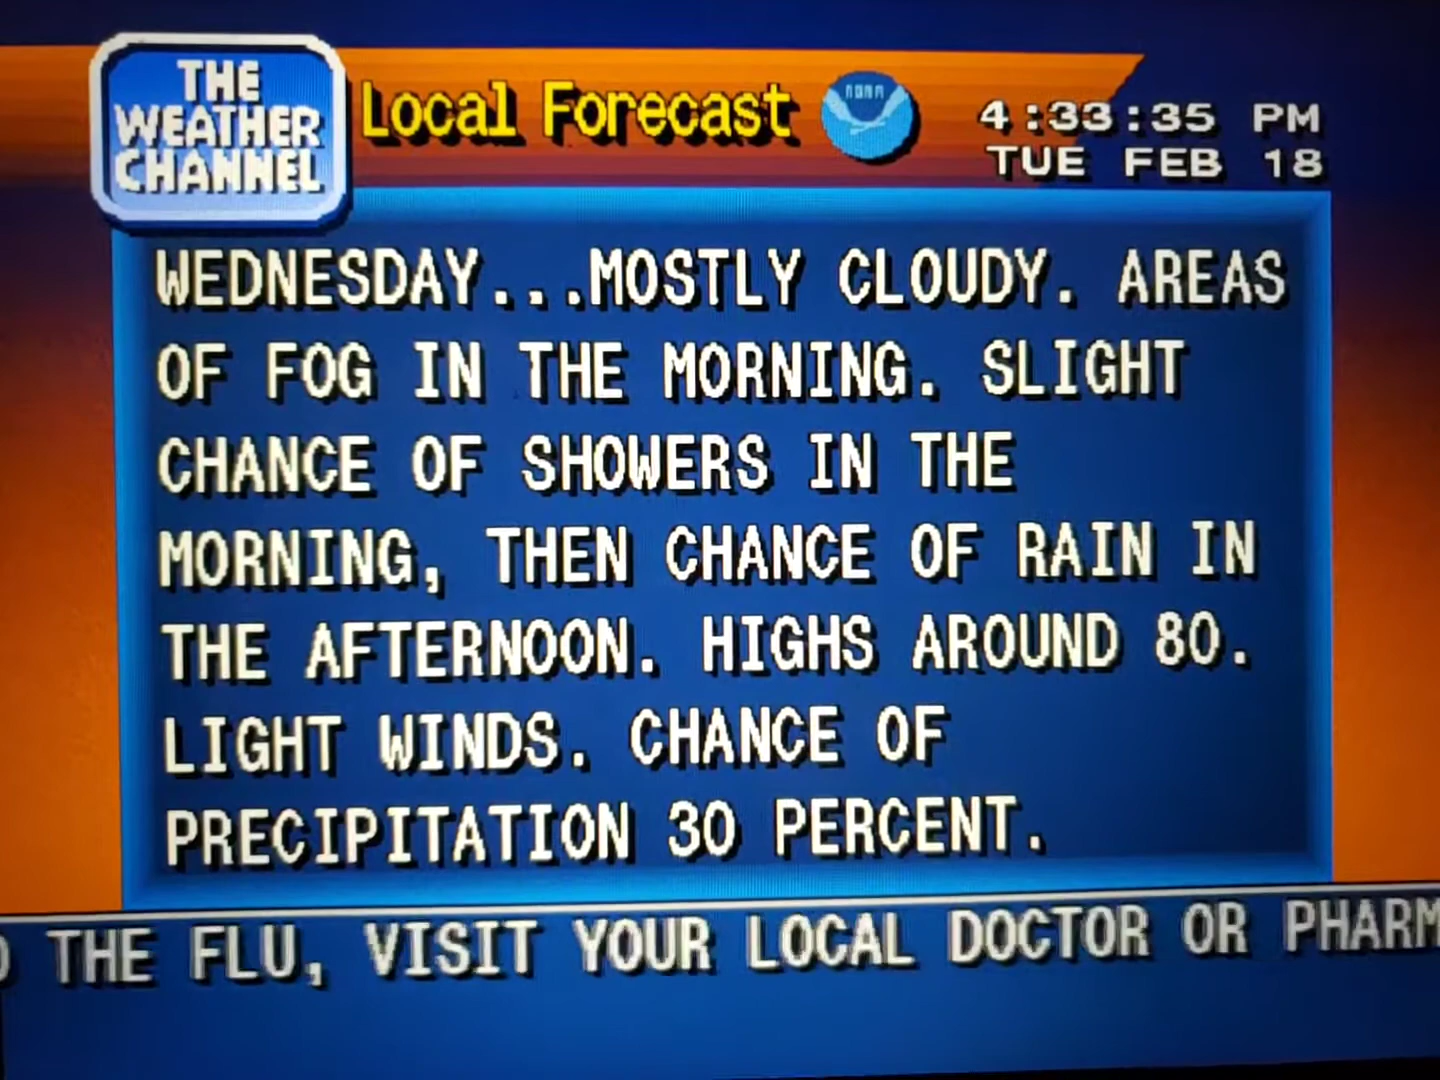 THE
WEATHER
CHANNEL
Local Forecast
NOAA
4:33:35 PM
TUE FEB 18
WEDNESDAY...MOSTLY CLOUDY. AREAS
OF FOG IN THE MORNING. SLIGHT
CHANCE OF SHOWERS IN THE
MORNING, THEN CHANCE OF RAIN IN
THE AFTERNOON. HIGHS AROUND 80.
LIGHT WINDS. CHANCE OF
PRECIPITATION 30 PERCENT.
THE FLU, VISIT YOUR LOCAL DOCTOR OR PHARM